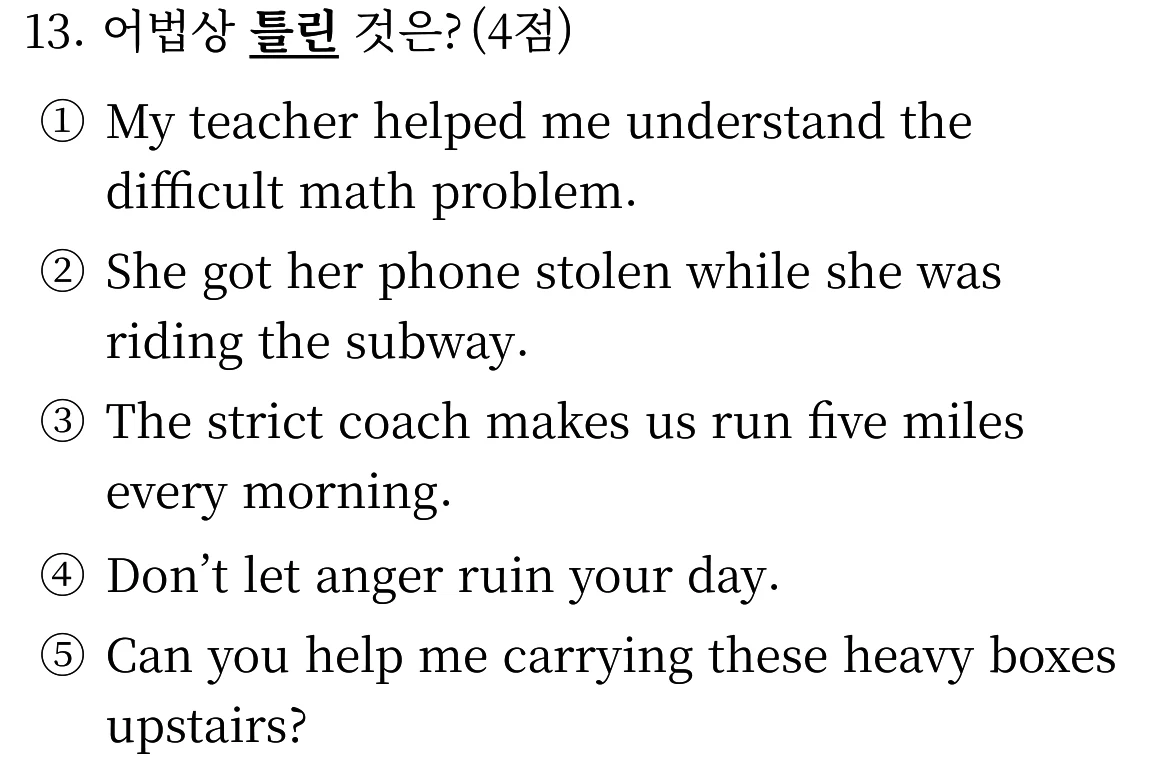 13. 어법상 틀린 것은? (4점)
① My teacher helped me understand the
difficult math problem.
② She got her phone stolen while she was
riding the subway.
③ The strict coach makes us run five miles
every morning.
④ Don’t let anger ruin your day.
⑤ Can you help me carrying these heavy boxes
upstairs?